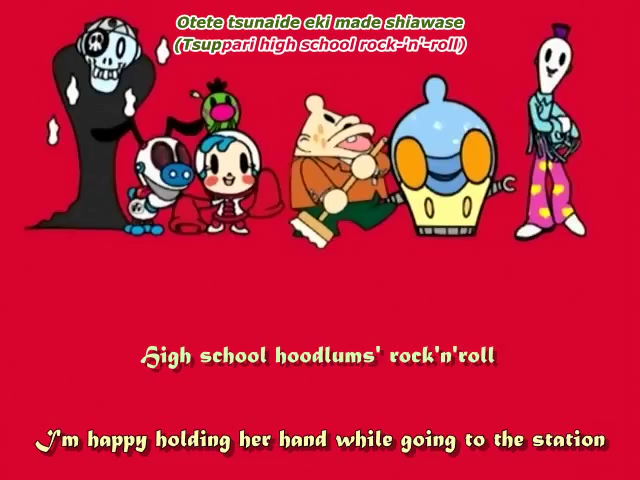 Otete tsunaide eki made shiawase
(Tsuppari high school rock-'n'-roll)
High school hoodlums' rock'n'roll
I'm happy holding her hand while going to the station